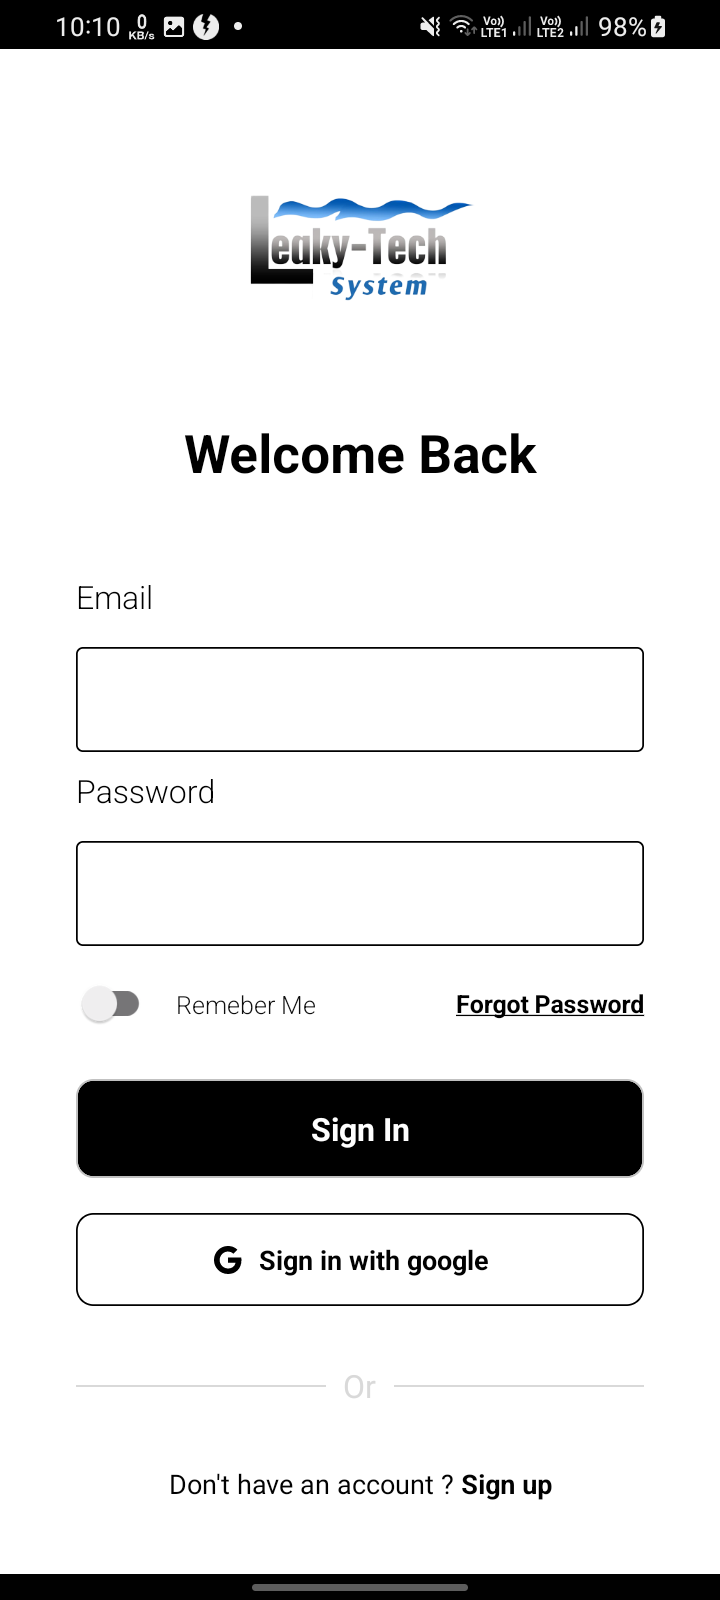 10:10 0 KB/s Vo)) LTE1 Vo)) LTE2 98%
Leaky-Tech
System
Welcome Back
Email
Password
Remeber Me Forgot Password
Sign In
G Sign in with google
Or
Don't have an account ? Sign up